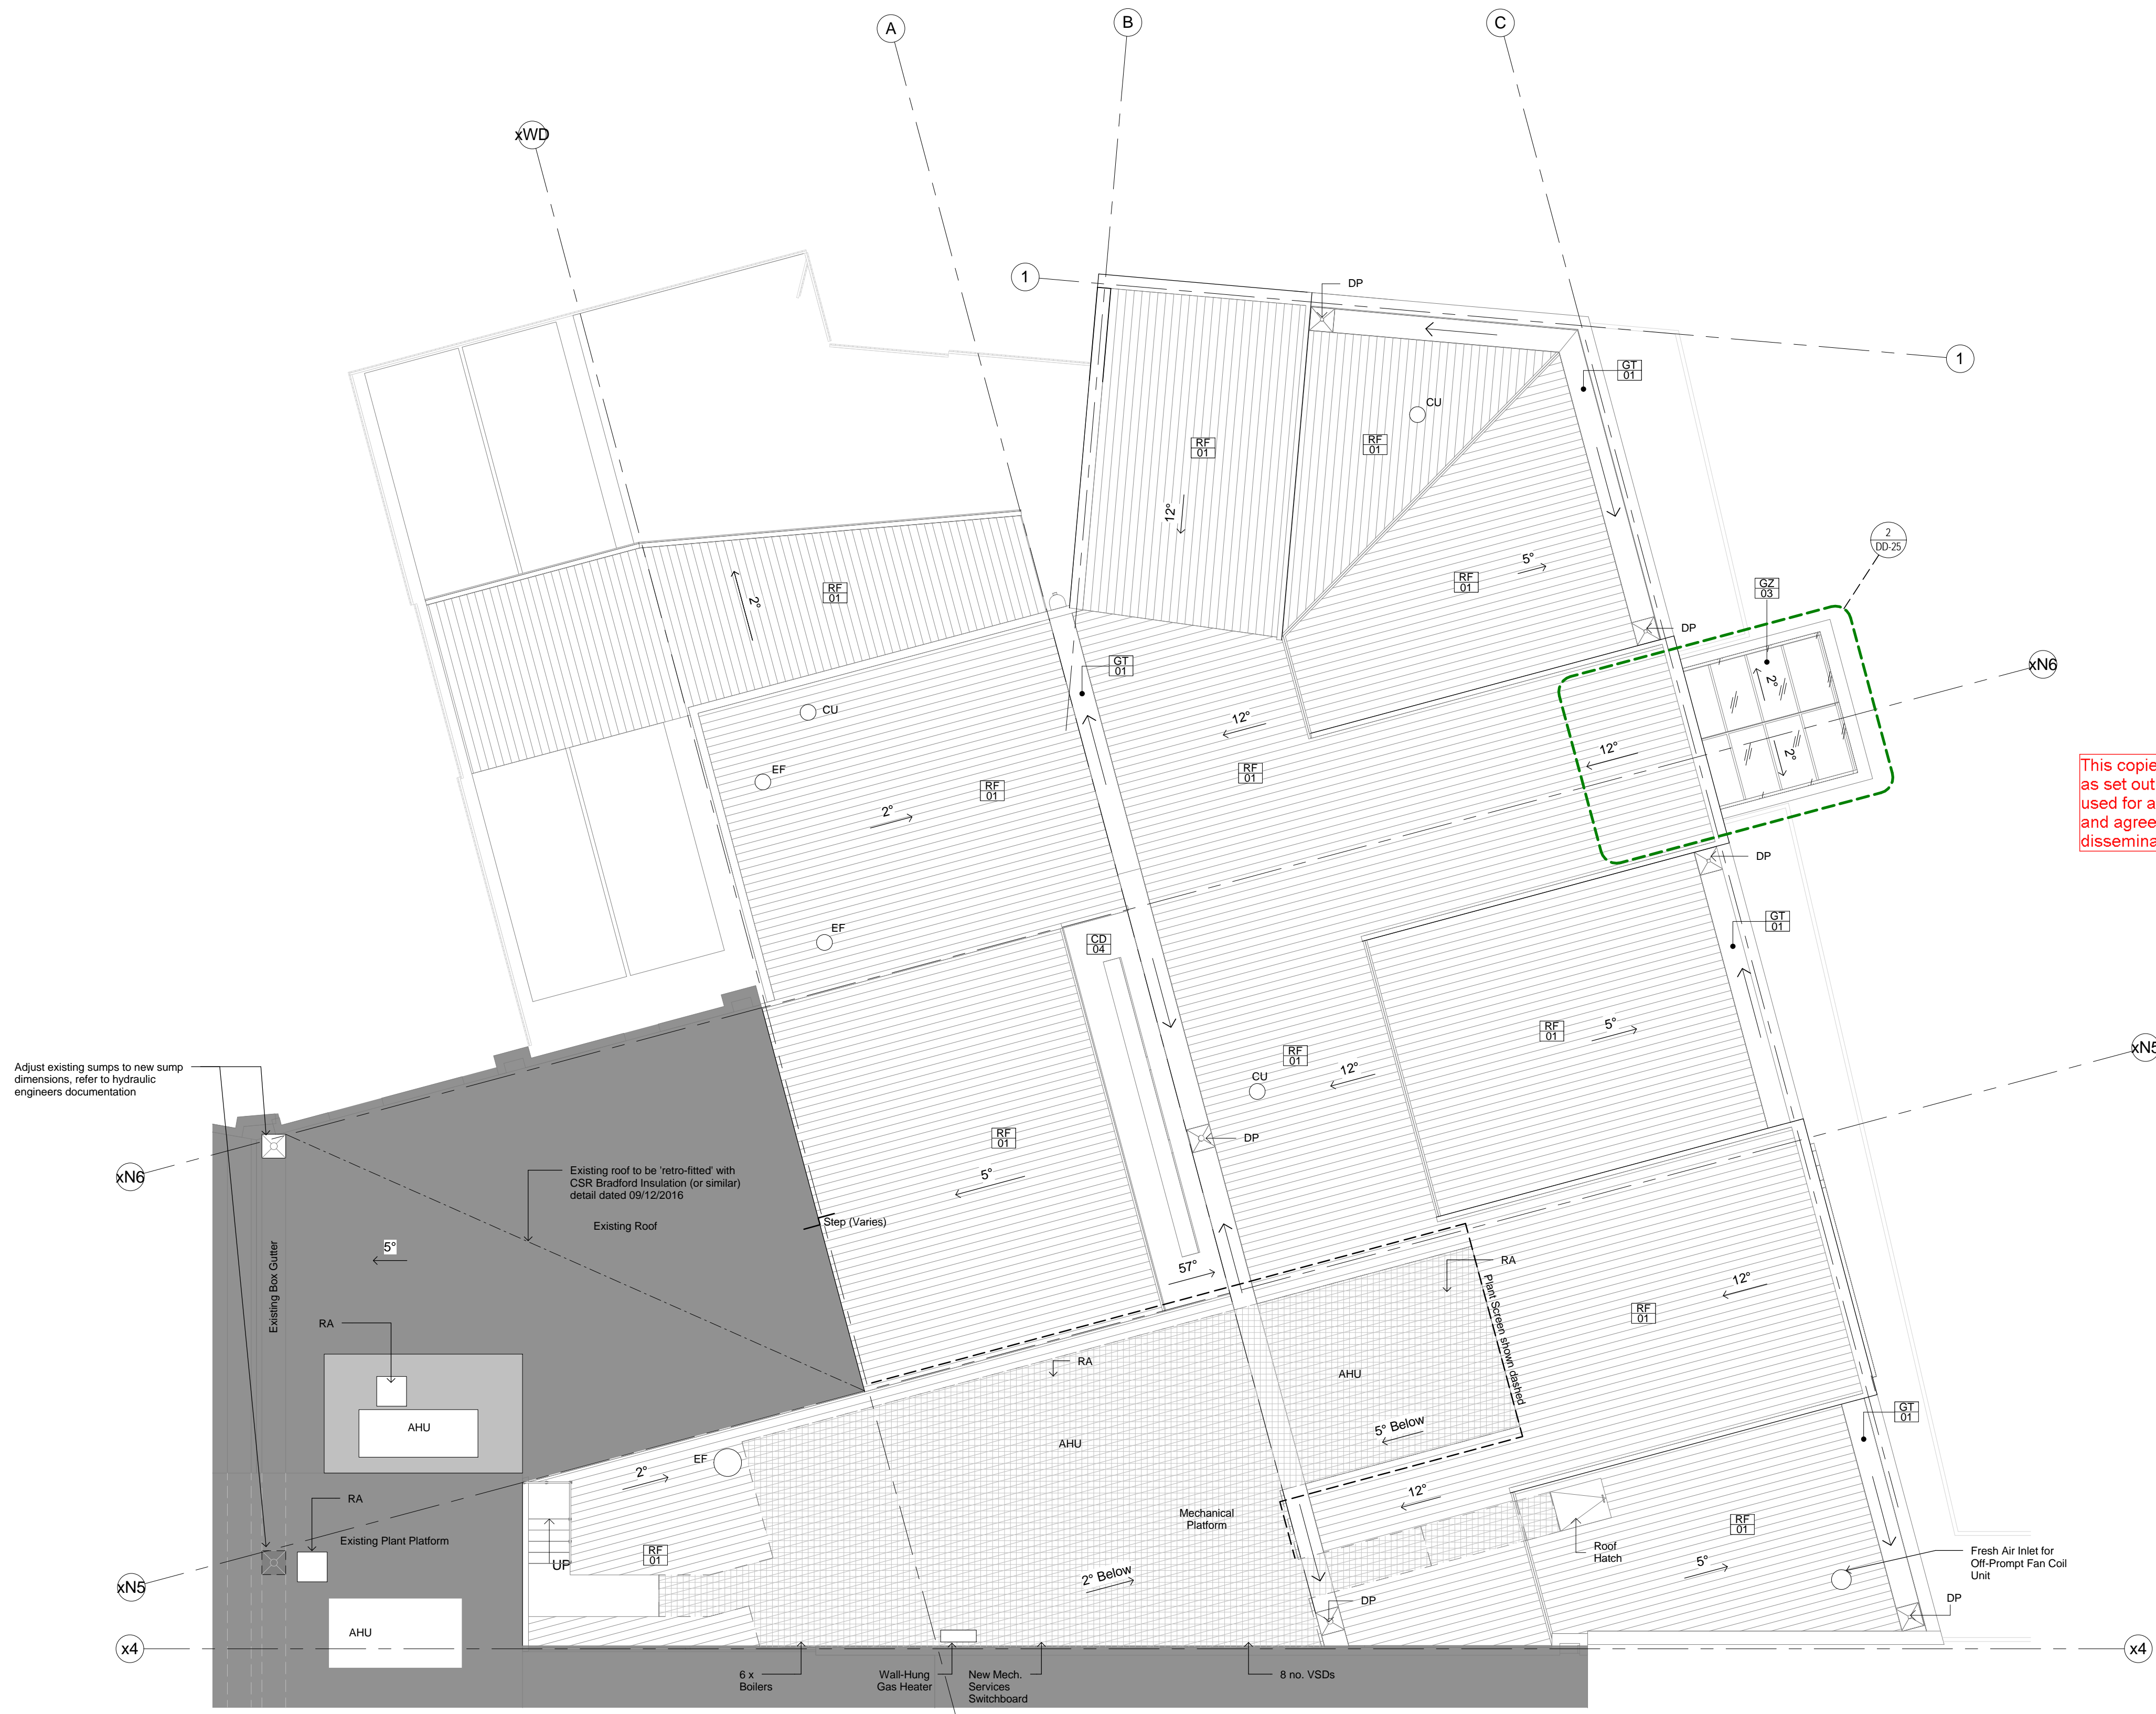 A
B
C
xWD
1
DP
1
GT
01
CU
RF
01
RF
01
12°
2
DD-25
5°
RF
01
GZ
03
RF
01
2°
DP
xN6
GT
01
2°
CU
12°
12°
2°
EF
RF
01
RF
01
2°
This copie
as set out
used for a
and agree
dissemina
DP
EF
CD
04
GT
01
RF
01
5°
xN5
Adjust existing sumps to new sump
dimensions, refer to hydraulic
engineers documentation
RF
01
12°
CU
RF
01
DP
xN6
Existing roof to be 'retro-fitted' with
CSR Bradford Insulation (or similar)
detail dated 09/12/2016
5°
Existing Roof
Step (Varies)
5°
Existing Box Gutter
57°
RA
Plant Screen shown dashed
12°
RF
01
RA
RA
AHU
AHU
5° Below
GT
01
AHU
EF
2°
12°
RA
Mechanical
Platform
Existing Plant Platform
RF
01
UP
RF
01
Roof
Hatch
5°
Fresh Air Inlet for
Off-Prompt Fan Coil
Unit
xN5
2° Below
DP
DP
AHU
x4
x4
6 x
Boilers
Wall-Hung
Gas Heater
New Mech.
Services
Switchboard
8 no. VSDs